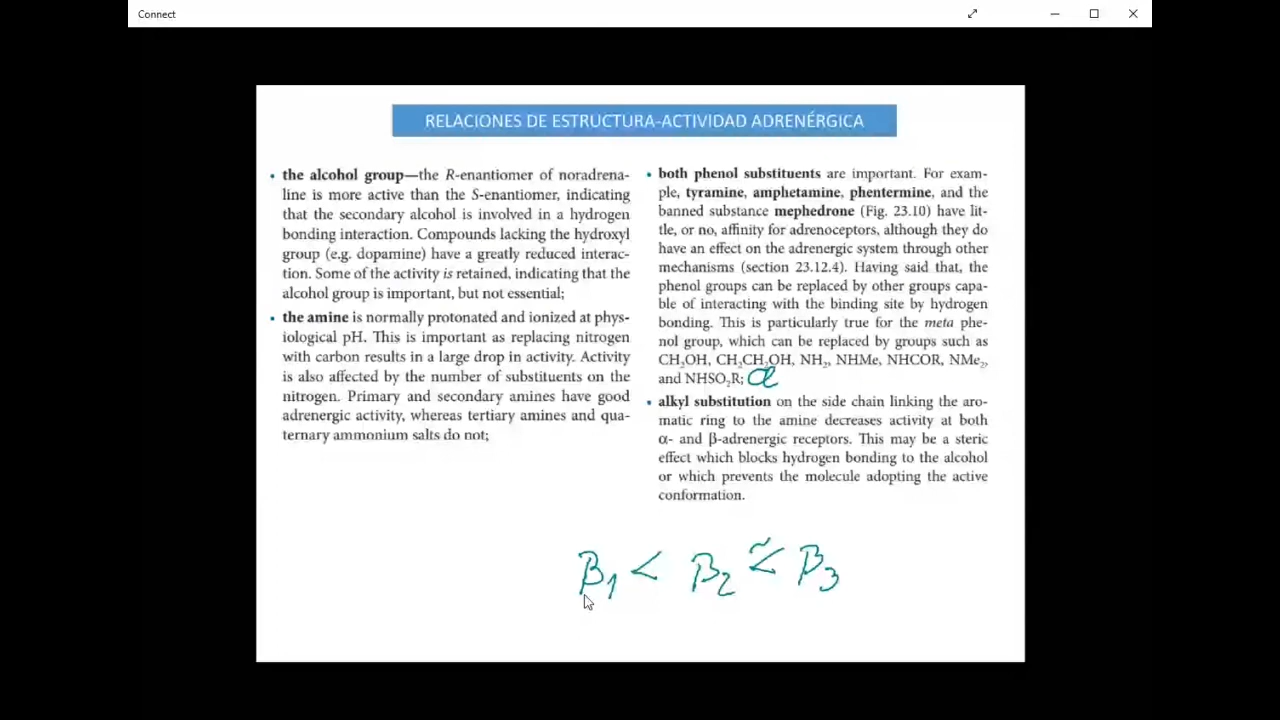 Connect
RELACIONES DE ESTRUCTURA-ACTIVIDAD ADRENÉRGICA
• the alcohol group—the R-enantiomer of noradrena-
line is more active than the S-enantiomer, indicating
that the secondary alcohol is involved in a hydrogen
bonding interaction. Compounds lacking the hydroxyl
group (e.g. dopamine) have a greatly reduced interac-
tion. Some of the activity is retained, indicating that the
alcohol group is important, but not essential;
• the amine is normally protonated and ionized at phys-
iological pH. This is important as replacing nitrogen
with carbon results in a large drop in activity. Activity
is also affected by the number of substituents on the
nitrogen. Primary and secondary amines have good
adrenergic activity, whereas tertiary amines and qua-
ternary ammonium salts do not;
• both phenol substituents are important. For exam-
ple, tyramine, amphetamine, phentermine, and the
banned substance mephedrone (Fig. 23.10) have lit-
tle, or no, affinity for adrenoceptors, although they do
have an effect on the adrenergic system through other
mechanisms (section 23.12.4). Having said that, the
phenol groups can be replaced by other groups capa-
ble of interacting with the binding site by hydrogen
bonding. This is particularly true for the meta phe-
nol group, which can be replaced by groups such as
CH₂OH, CH₂CH₂OH, NH₂, NHMe, NHCOR, NMe₂,
and NHSO₂R; α
• alkyl substitution on the side chain linking the aro-
matic ring to the amine decreases activity at both
α- and β-adrenergic receptors. This may be a steric
effect which blocks hydrogen bonding to the alcohol
or which prevents the molecule adopting the active
conformation.
β₁ < β₂ ≲ β₃